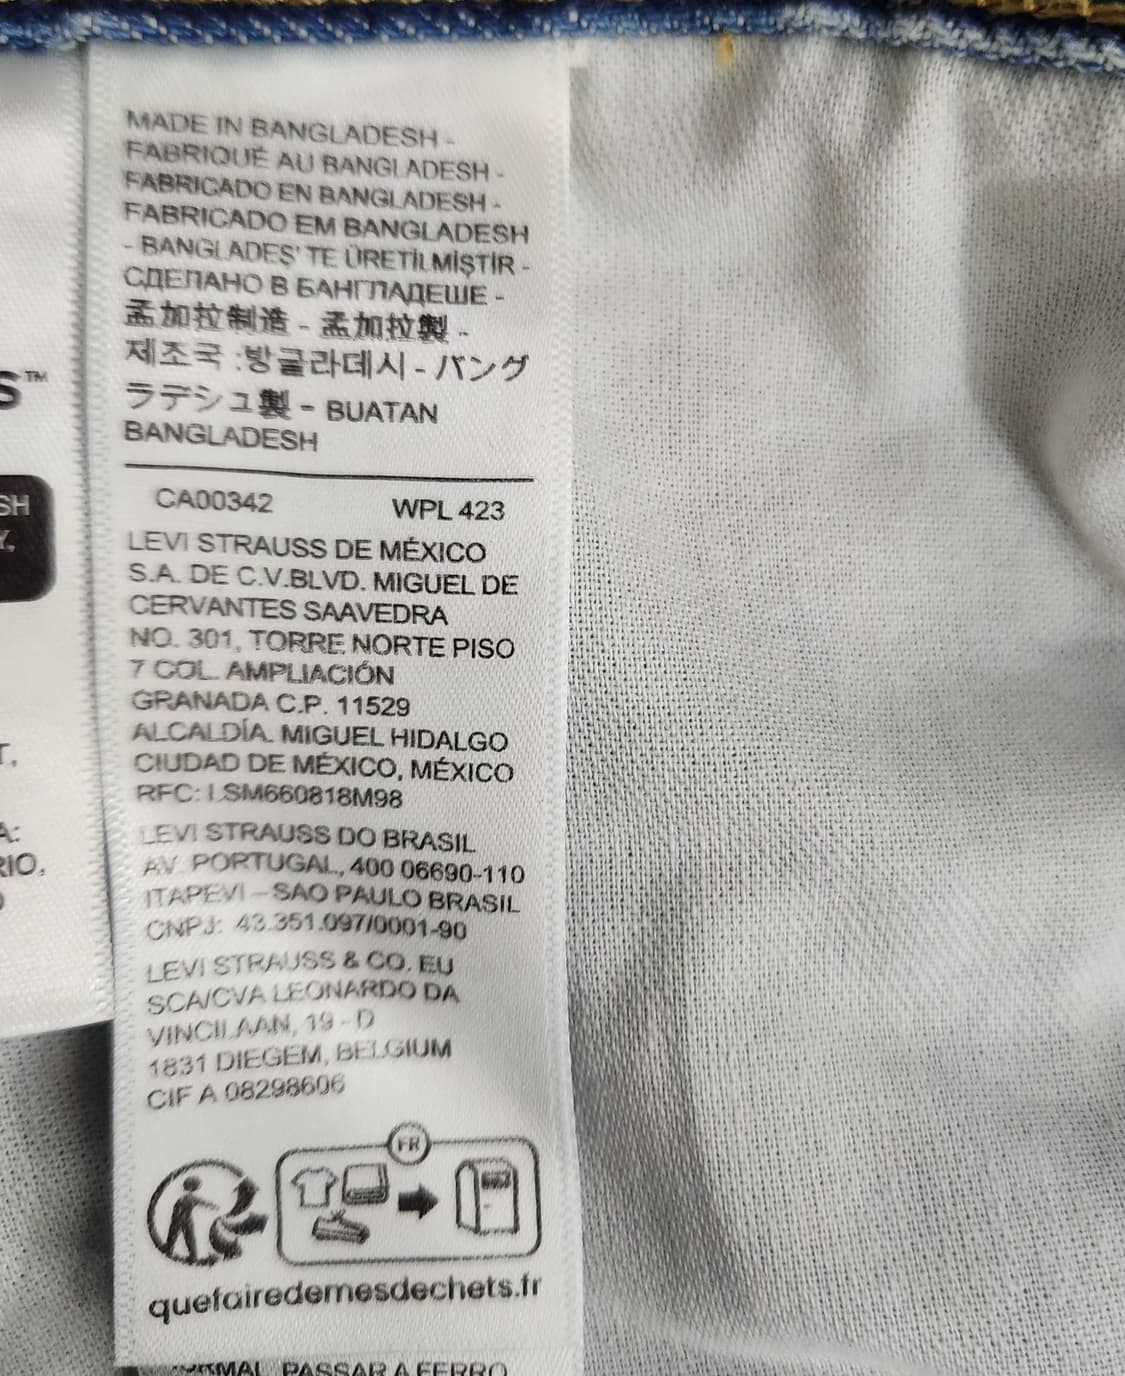 MADE IN BANGLADESH -
FABRIQUÉ AU BANGLADESH -
FABRICADO EN BANGLADESH -
FABRICADO EM BANGLADESH
- BANGLADEŞ' TE ÜRETİLMİŞTİR -
СДЕЛАНО В БАНГЛАДЕШЕ -
孟加拉制造 - 孟加拉製 -
제조국 :방글라데시 - バング
ラデシュ製 - BUATAN
BANGLADESH
CA00342 WPL 423
LEVI STRAUSS DE MÉXICO
S.A. DE C.V.BLVD. MIGUEL DE
CERVANTES SAAVEDRA
NO. 301, TORRE NORTE PISO
7 COL. AMPLIACIÓN
GRANADA C.P. 11529
ALCALDÍA. MIGUEL HIDALGO
CIUDAD DE MÉXICO, MÉXICO
RFC: LSM660818M98
LEVI STRAUSS DO BRASIL
AV. PORTUGAL, 400 06690-110
ITAPEVI – SAO PAULO BRASIL
CNPJ: 43.351.097/0001-90
LEVI STRAUSS & CO. EU
SCA/CVA LEONARDO DA
VINCILAAN, 19 - D
1831 DIEGEM, BELGIUM
CIF A 08298606
FR
quefairedemesdechets.fr
PASSAR A FERRO
S™
SH
Y,
T,
A:
RIO,